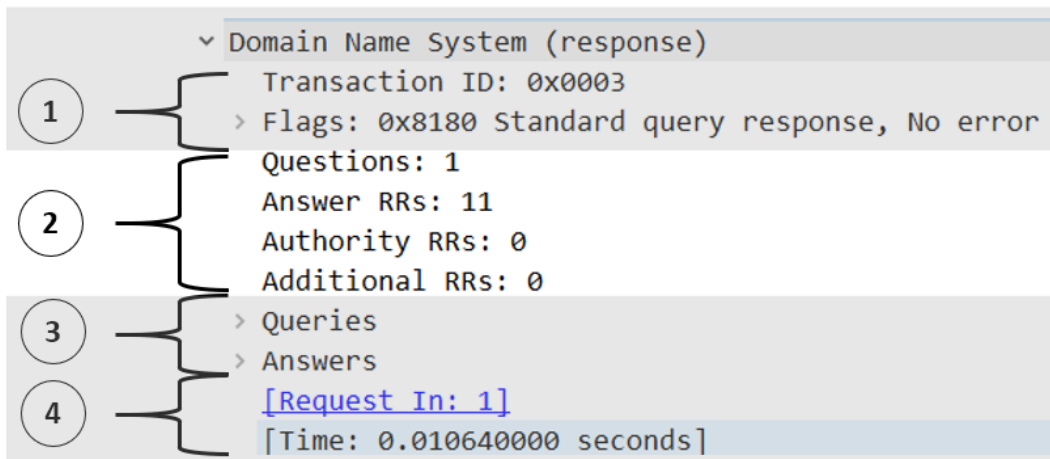 Domain Name System (response)
1
Transaction ID: 0x0003
Flags: 0x8180 Standard query response, No error
2
Questions: 1
Answer RRs: 11
Authority RRs: 0
Additional RRs: 0
3
Queries
Answers
4
[Request In: 1]
[Time: 0.010640000 seconds]